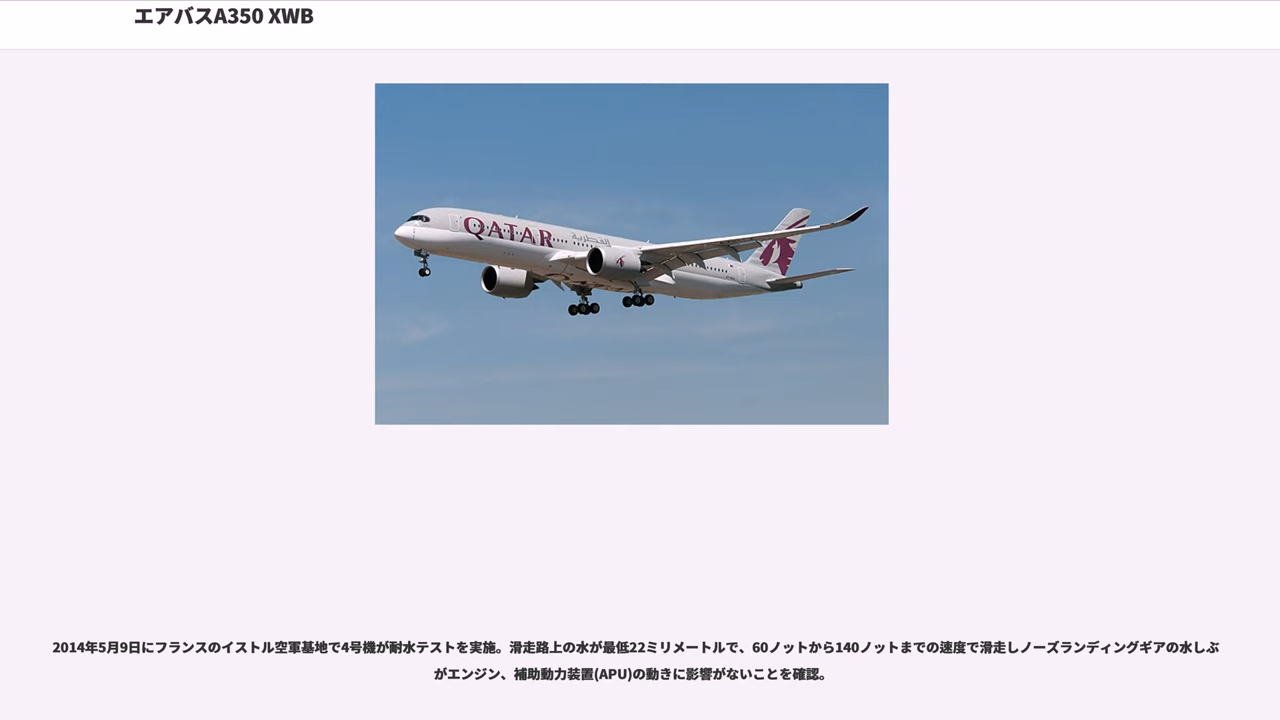 エアバスA350 XWB
QATAR
القطرية
2014年5月9日にフランスのイストル空軍基地で4号機が耐水テストを実施。滑走路上の水が最低22ミリメートルで、60ノットから140ノットまでの速度で滑走しノーズランディングギアの水しぶ
がエンジン、補助動力装置(APU)の動きに影響がないことを確認。